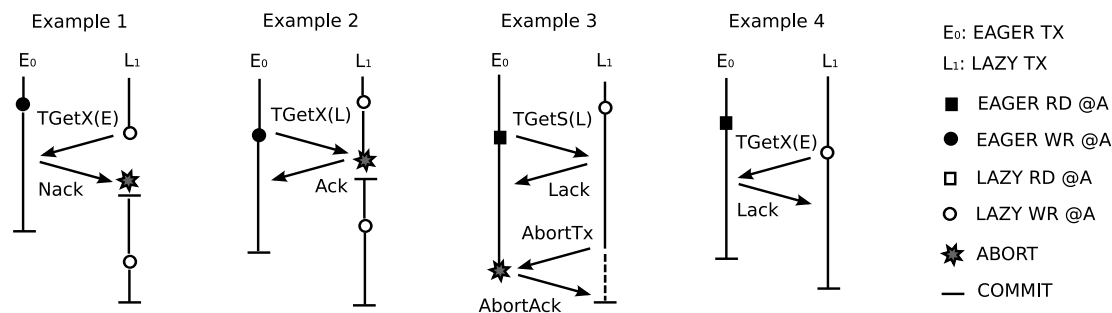 Example 1
E₀
L₁
TGetX(E)
Nack
Example 2
E₀
L₁
TGetX(L)
Ack
Example 3
E₀
L₁
TGetS(L)
Lack
AbortTx
AbortAck
Example 4
E₀
L₁
TGetX(E)
Lack
E₀: EAGER TX
L₁: LAZY TX
EAGER RD @A
EAGER WR @A
LAZY RD @A
LAZY WR @A
ABORT
COMMIT